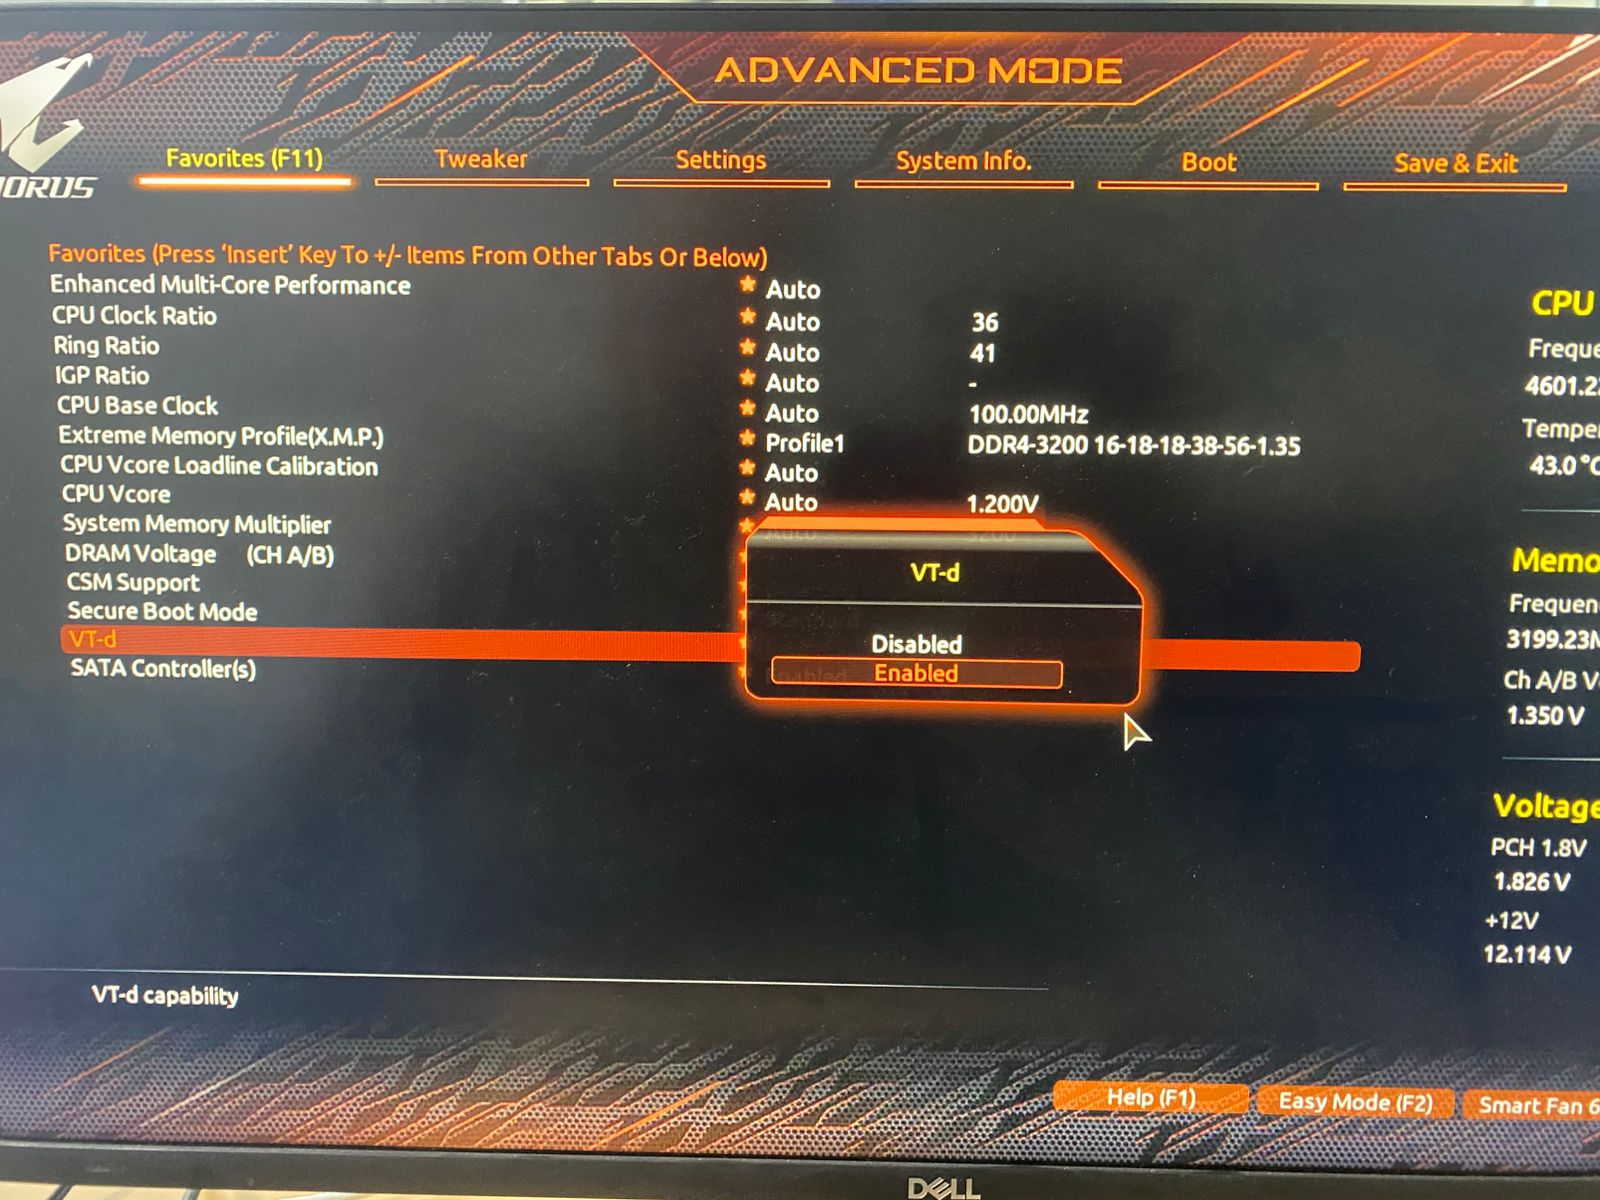 ADVANCED MODE
Favorites (F11) Tweaker Settings System Info. Boot Save & Exit
ORUS
Favorites (Press 'Insert' Key To +/- Items From Other Tabs Or Below)
Enhanced Multi-Core Performance Auto
CPU Clock Ratio Auto 36
Ring Ratio Auto 41
IGP Ratio Auto -
CPU Base Clock Auto 100.00MHz
Extreme Memory Profile(X.M.P.) Profile1 DDR4-3200 16-18-18-38-56-1.35
CPU Vcore Loadline Calibration Auto
CPU Vcore Auto 1.200V
System Memory Multiplier Auto 3200
DRAM Voltage (CH A/B)
CSM Support
Secure Boot Mode Standard
VT-d
SATA Controller(s) Enabled
VT-d
Disabled
Enabled
CPU
Freque
4601.2
Temper
43.0 °C
Memo
Frequen
3199.23M
Ch A/B V
1.350 V
Voltage
PCH 1.8V
1.826 V
+12V
12.114 V
VT-d capability
Help (F1) Easy Mode (F2) Smart Fan 6
DELL